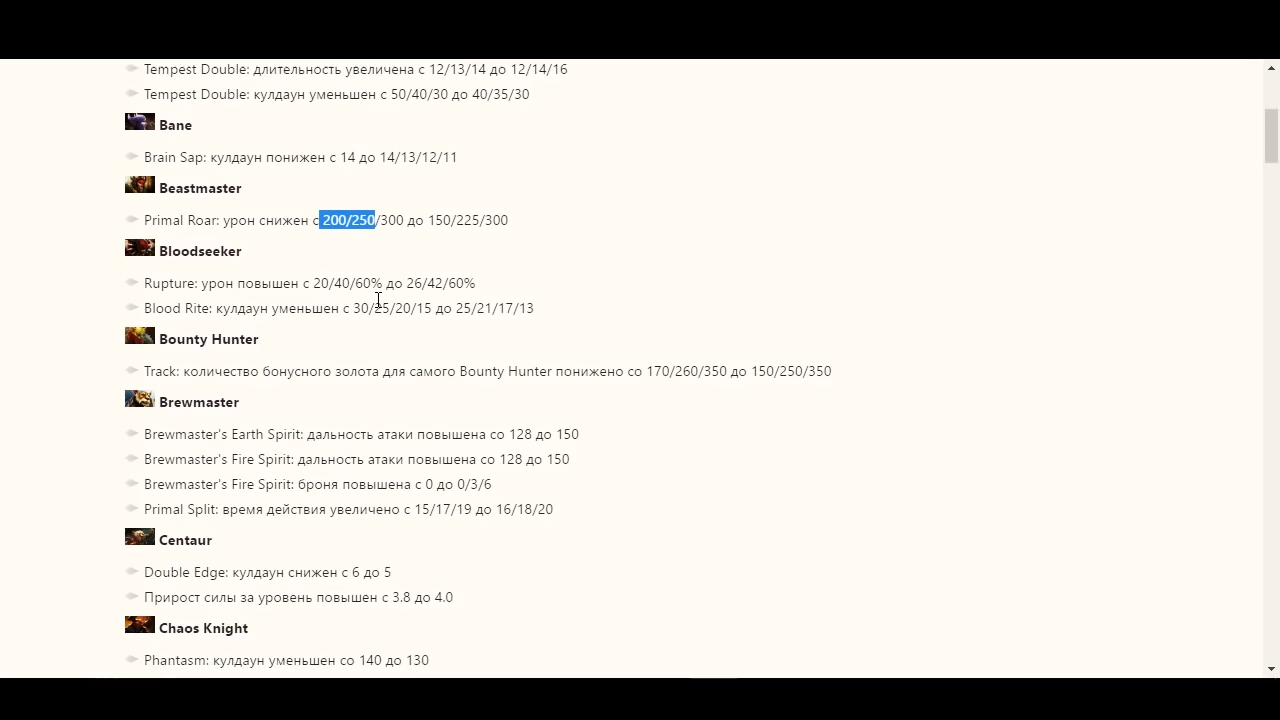 Tempest Double: длительность увеличена с 12/13/14 до 12/14/16
Tempest Double: кулдаун уменьшен с 50/40/30 до 40/35/30
Bane
Brain Sap: кулдаун понижен с 14 до 14/13/12/11
Beastmaster
Primal Roar: урон снижен с 200/250/300 до 150/225/300
Bloodseeker
Rupture: урон повышен с 20/40/60% до 26/42/60%
Blood Rite: кулдаун уменьшен с 30/25/20/15 до 25/21/17/13
Bounty Hunter
Track: количество бонусного золота для самого Bounty Hunter понижено со 170/260/350 до 150/250/350
Brewmaster
Brewmaster's Earth Spirit: дальность атаки повышена со 128 до 150
Brewmaster's Fire Spirit: дальность атаки повышена со 128 до 150
Brewmaster's Fire Spirit: броня повышена с 0 до 0/3/6
Primal Split: время действия увеличено с 15/17/19 до 16/18/20
Centaur
Double Edge: кулдаун снижен с 6 до 5
Прирост силы за уровень повышен с 3.8 до 4.0
Chaos Knight
Phantasm: кулдаун уменьшен со 140 до 130